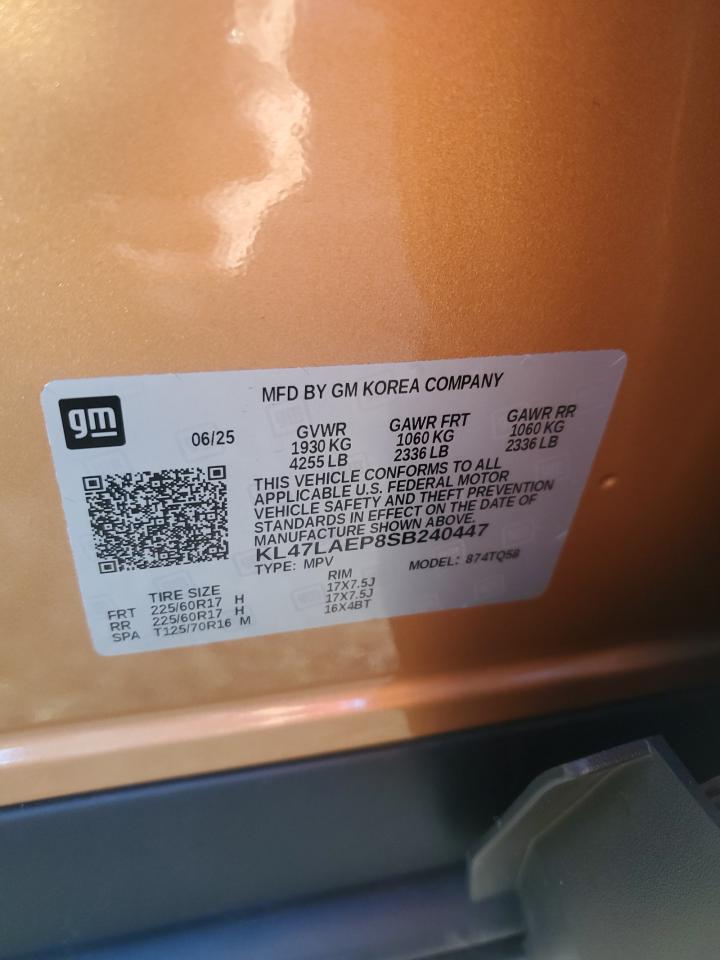 gm
MFD BY GM KOREA COMPANY
06/25
GVWR
1930 KG
4255 LB
GAWR FRT
1060 KG
2336 LB
GAWR RR
1060 KG
2336 LB
THIS VEHICLE CONFORMS TO ALL
APPLICABLE U.S. FEDERAL MOTOR
VEHICLE SAFETY AND THEFT PREVENTION
STANDARDS IN EFFECT ON THE DATE OF
MANUFACTURE SHOWN ABOVE.
KL47LAEP8SB240447
TYPE: MPV MODEL: 874TQ58
TIRE SIZE RIM
FRT 225/60R17 H 17X7.5J
RR 225/60R17 H 17X7.5J
SPA T125/70R16 M 16X4BT